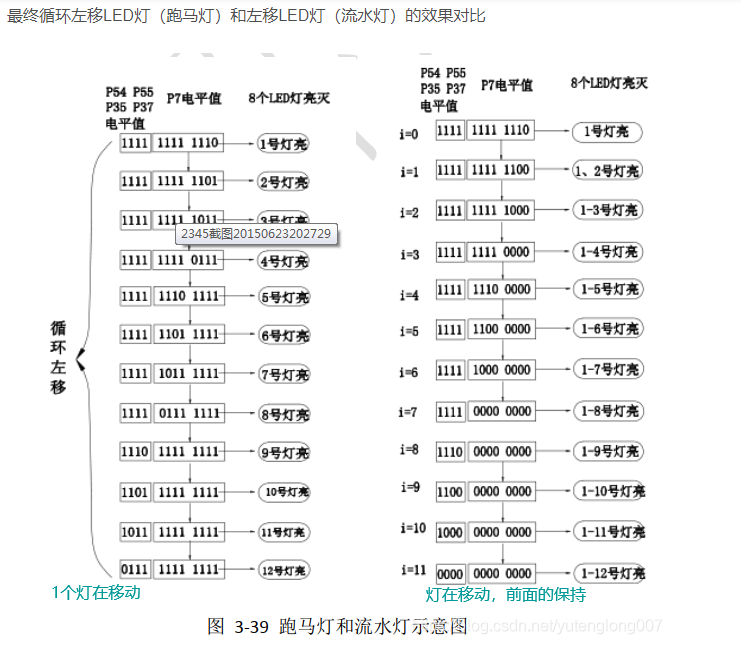 最终循环左移LED灯（跑马灯）和左移LED灯（流水灯）的效果对比
P54 P55
P35 P37
电平值
P7电平值
8个LED灯亮灭
1111 1111 1110 1号灯亮
1111 1111 1101 2号灯亮
1111 1111 1011 3号灯亮
2345截图20150623202729
1111 1111 0111 4号灯亮
1111 1110 1111 5号灯亮
1111 1101 1111 6号灯亮
1111 1011 1111 7号灯亮
1111 0111 1111 8号灯亮
1110 1111 1111 9号灯亮
1101 1111 1111 10号灯亮
1011 1111 1111 11号灯亮
0111 1111 1111 12号灯亮
循环左移
1个灯在移动
P54 P55
P35 P37
电平值
P7电平值
8个LED灯亮灭
i=0 1111 1111 1110 1号灯亮
i=1 1111 1111 1100 1、2号灯亮
i=2 1111 1111 1000 1-3号灯亮
i=3 1111 1111 0000 1-4号灯亮
i=4 1111 1110 0000 1-5号灯亮
i=5 1111 1100 0000 1-6号灯亮
i=6 1111 1000 0000 1-7号灯亮
i=7 1111 0000 0000 1-8号灯亮
i=8 1110 0000 0000 1-9号灯亮
i=9 1100 0000 0000 1-10号灯亮
i=10 1000 0000 0000 1-11号灯亮
i=11 0000 0000 0000 1-12号灯亮
灯在移动，前面的保持
图 3-39 跑马灯和流水灯示意图
blog.csdn.net/yutenglong007